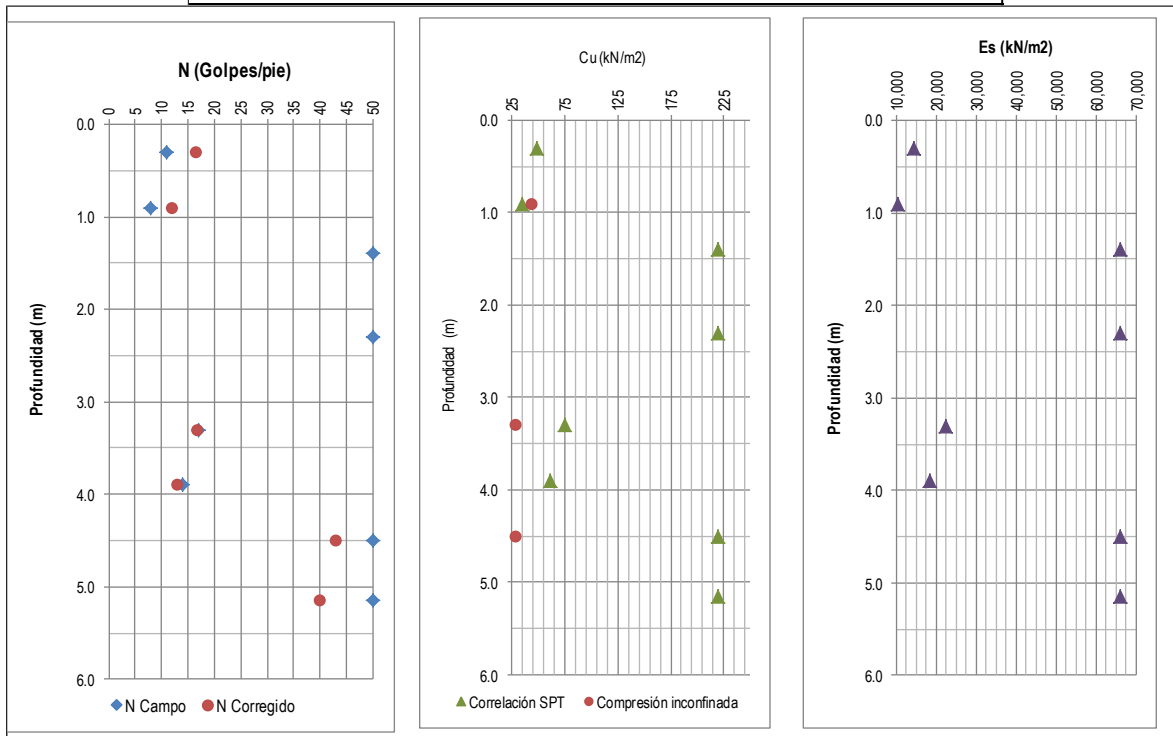 N (Golpes/pie)
0 5 10 15 20 25 30 35 40 45 50
Profundidad (m)
0.0
1.0
2.0
3.0
4.0
5.0
6.0
N Campo N Corregido
Cu (kN/m2)
25 75 125 175 225
Profundidad (m)
0.0
1.0
2.0
3.0
4.0
5.0
6.0
Correlación SPT Compresión inconfinada
Es (kN/m2)
10,000 20,000 30,000 40,000 50,000 60,000 70,000
Profundidad (m)
0.0
1.0
2.0
3.0
4.0
5.0
6.0